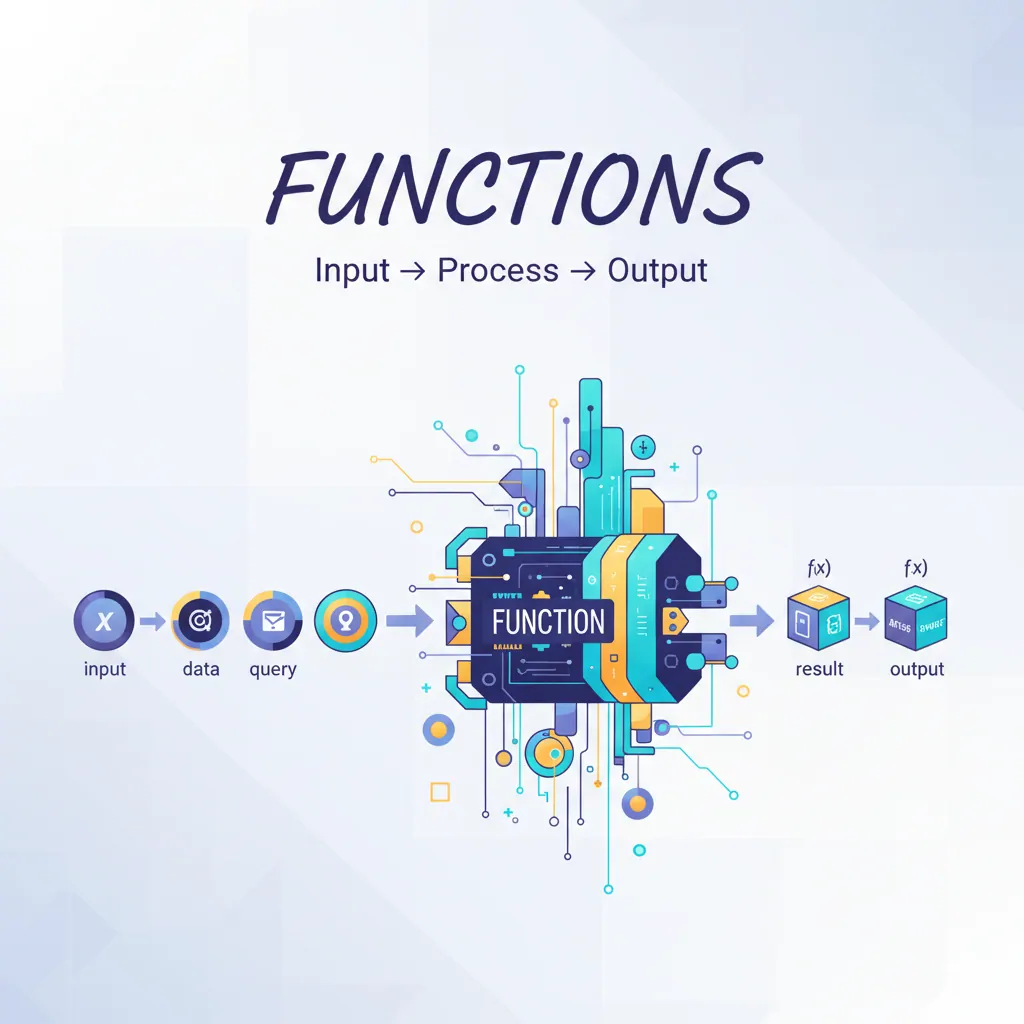 FUNCTIONS
Input → Process → Output
f(x) f(x)
X
FUNCTION
input data query result output